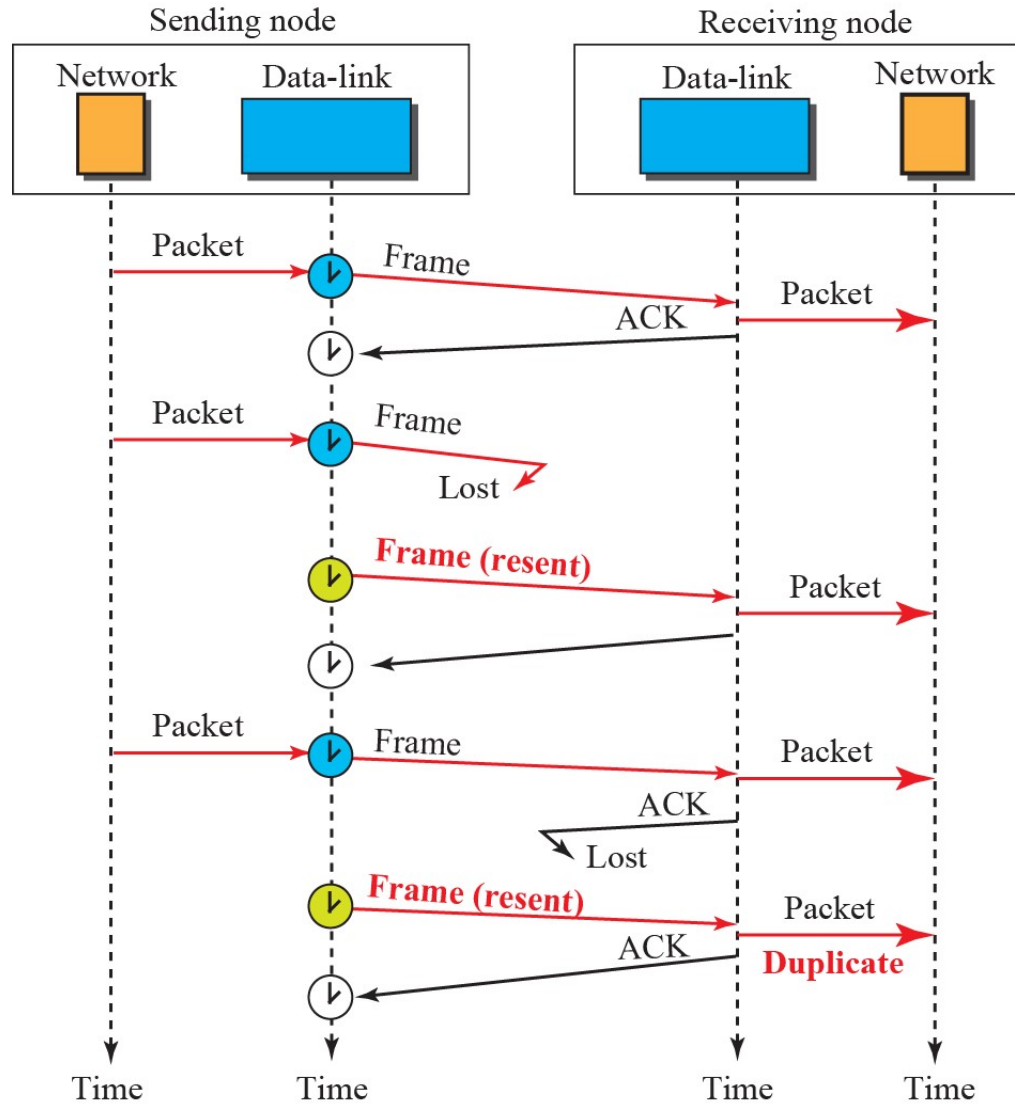 Sending node
Receiving node
Network
Data-link
Data-link
Network
Packet
Frame
Packet
ACK
Packet
Frame
Lost
Frame (resent)
Packet
Packet
Frame
Packet
ACK
Lost
Frame (resent)
Packet
ACK
Duplicate
Time
Time
Time
Time